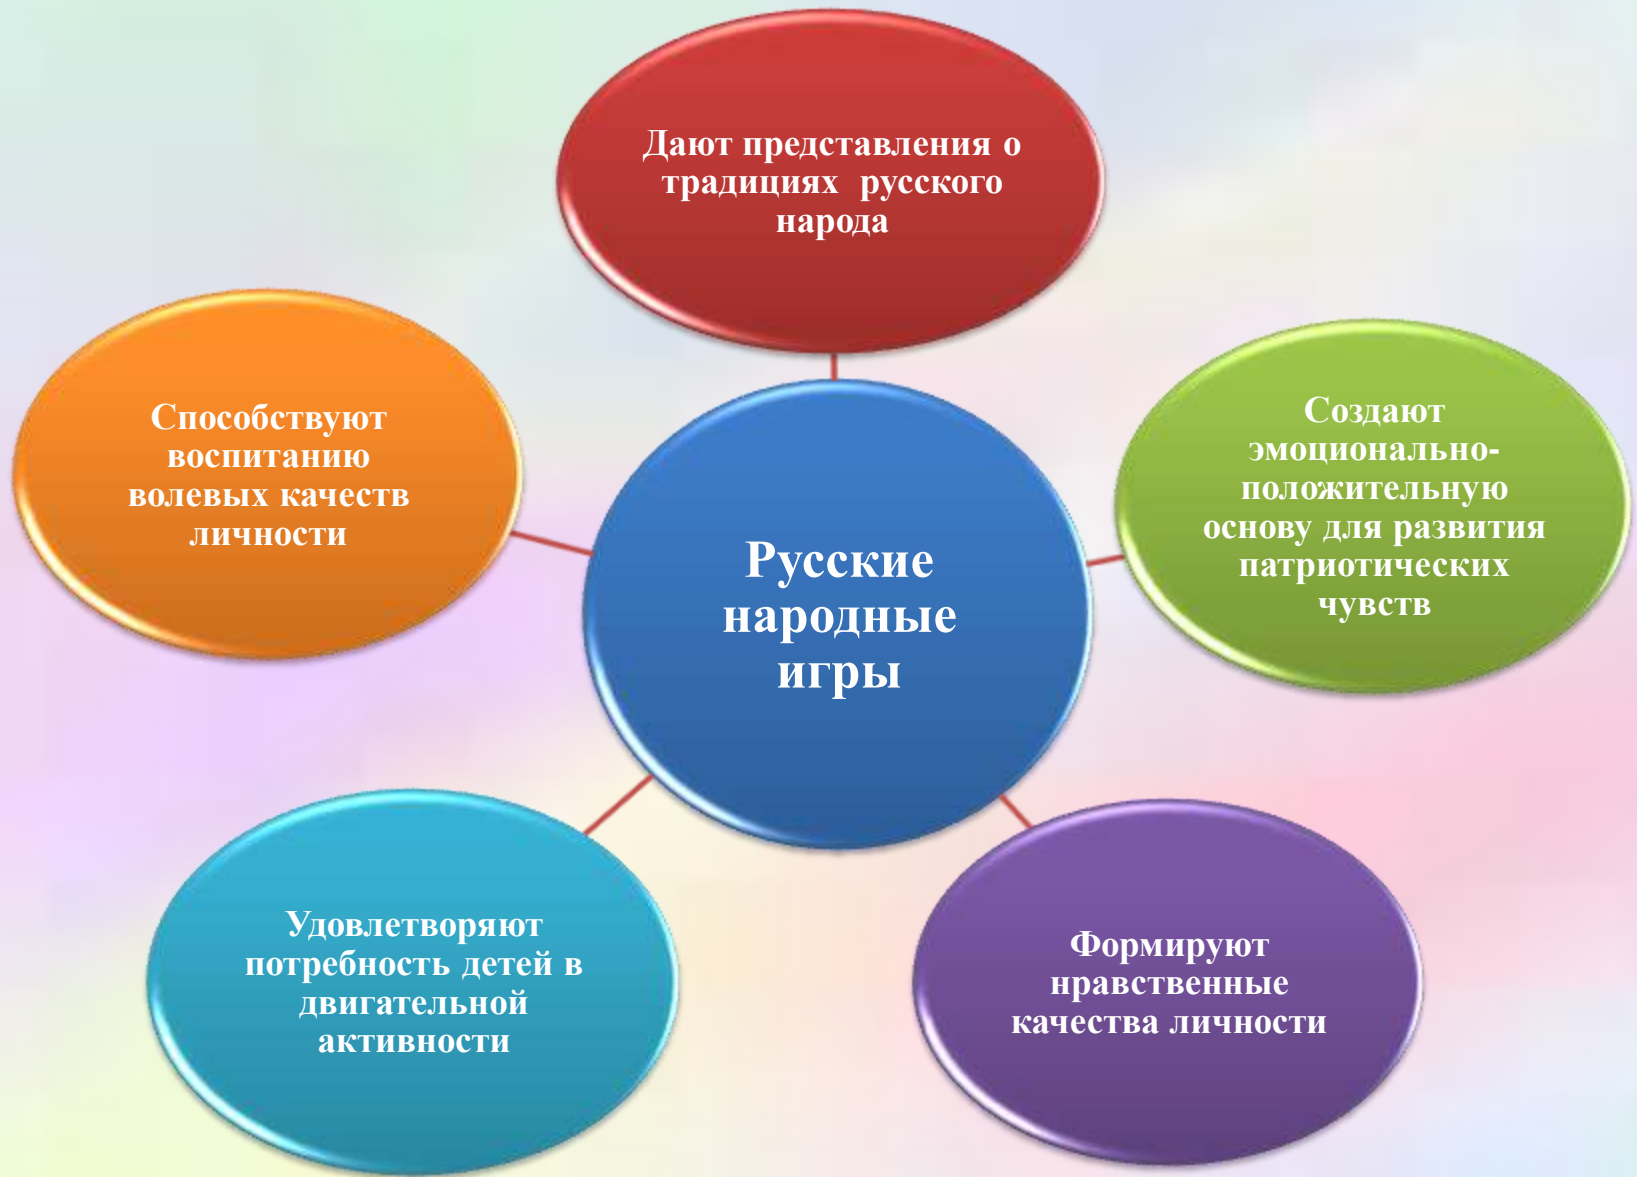 Дают представления о
традициях русского
народа
Способствуют
воспитанию
волевых качеств
личности
Создают
эмоционально-
положительную
основу для развития
патриотических
чувств
Русские
народные
игры
Удовлетворяют
потребность детей в
двигательной
активности
Формируют
нравственные
качества личности